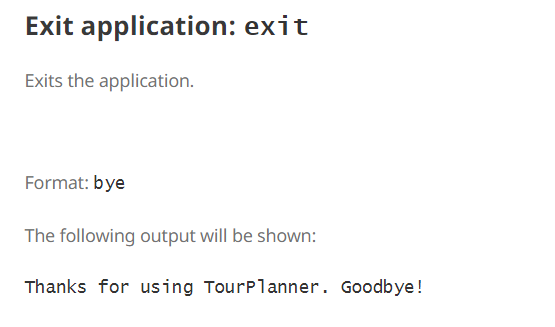 Exit application: exit
Exits the application.
Format: bye
The following output will be shown:
Thanks for using TourPlanner. Goodbye!